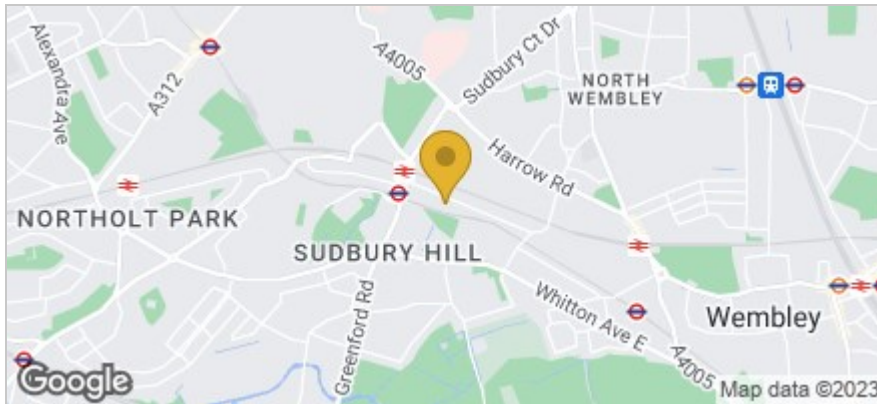 Alexandra Ave
A312
A4005
Sudbury Ct Dr
NORTH
WEMBLEY
Harrow Rd
NORTHOLT PARK
SUDBURY HILL
Greenford Rd
Whitton Ave E
Wembley
A4005
Google
Map data ©2023